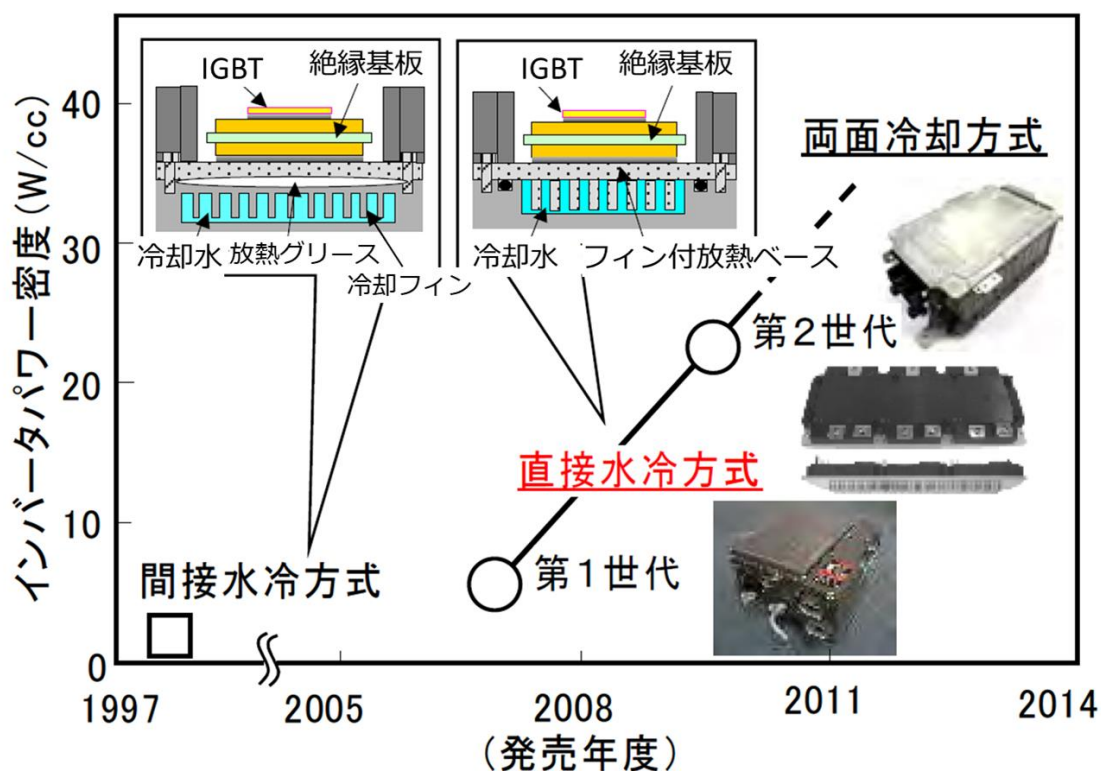 インバータパワー密度(W/cc)
40
30
20
10
0
IGBT
絶縁基板
冷却水
放熱グリース
冷却フィン
IGBT
絶縁基板
冷却水
フィン付放熱ベース
両面冷却方式
第2世代
直接水冷方式
第1世代
間接水冷方式
1997
2005
2008
2011
2014
(発売年度)